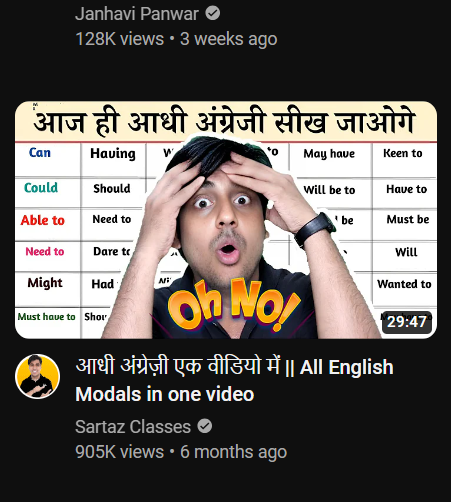 Janhavi Panwar
128K views • 3 weeks ago
आज ही आधी अंग्रेजी सीख जाओगे
Can Having to May have Keen to
Could Should Will be to Have to
Able to Need to be Must be
Need to Dare to Will
Might Had Wanted to
Must have to
Oh No!
29:47
आधी अंग्रेज़ी एक वीडियो में || All English
Modals in one video
Sartaz Classes
905K views • 6 months ago